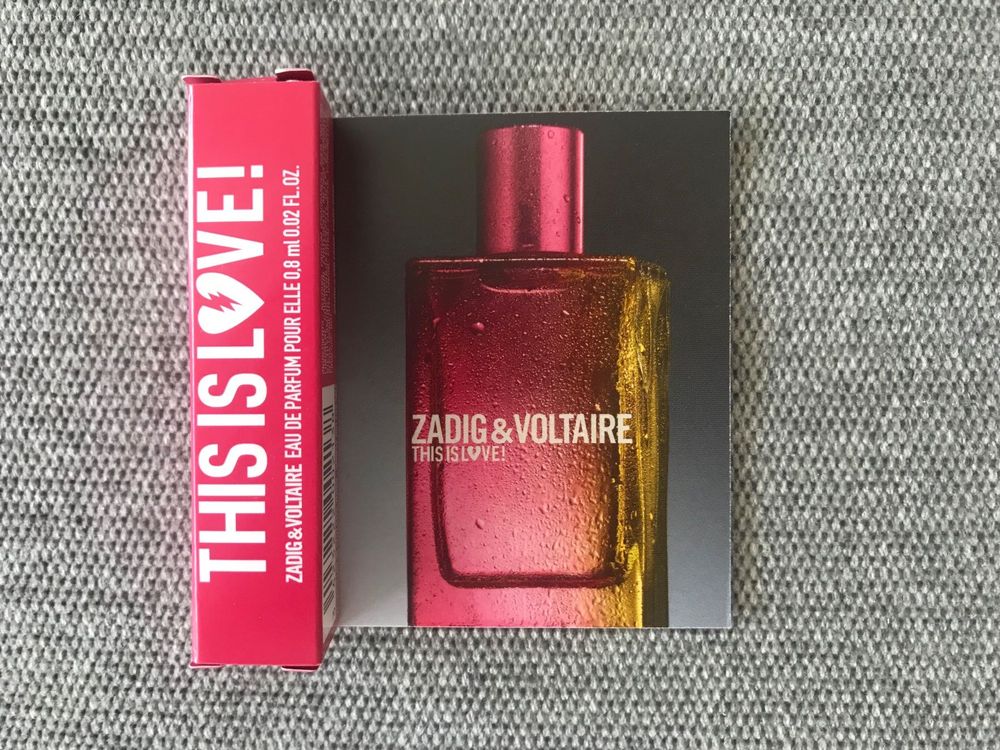 THIS IS LOVE!
ZADIG & VOLTAIRE EAU DE PARFUM POUR ELLE 0,8 ml 0.02 FL.OZ.
ZADIG & VOLTAIRE
THIS IS LOVE!